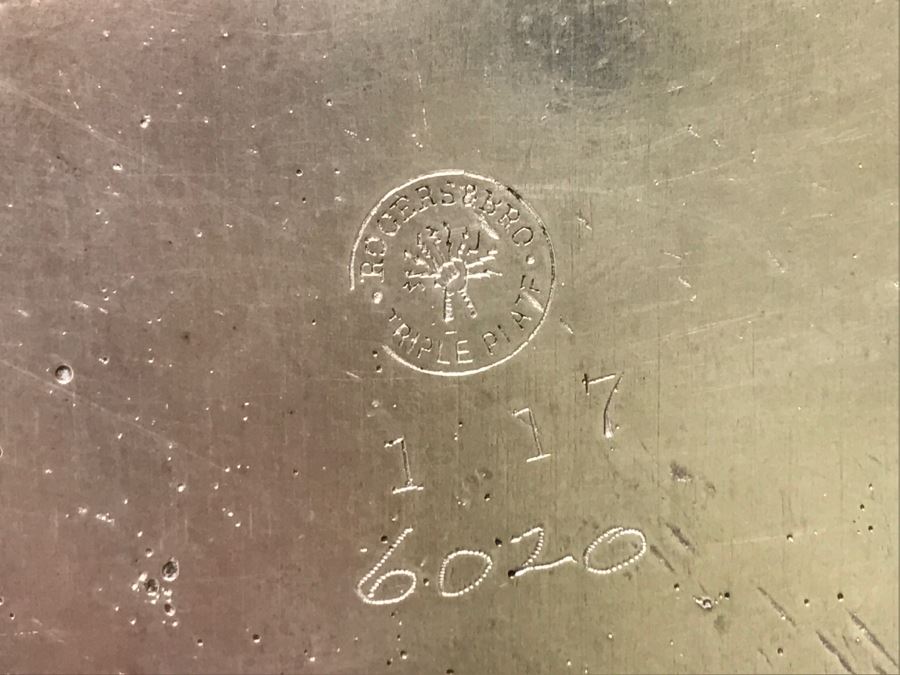 ROGERS & BRO.
TRIPLE PLATE
1 17
6020